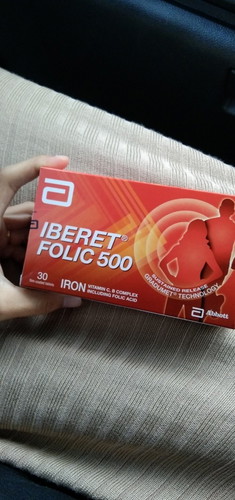 IBERET®
FOLIC 500
30
IRON VITAMIN C, B COMPLEX
INCLUDING FOLIC ACID
SUSTAINED RELEASE
GRADUMET® TECHNOLOGY
Abbott